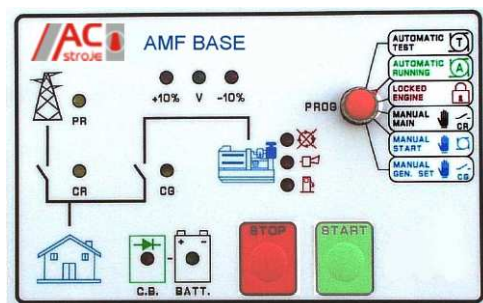 AC
stroje
AMF BASE
+10% V -10%
PR
CR
CG
PROG
AUTOMATIC
TEST
T
AUTOMATIC
RUNNING
A
LOCKED
ENGINE
MANUAL
MAIN
CR
MANUAL
START
MANUAL
GEN. SET
CG
+ -
C.B. - BATT.
STOP
START